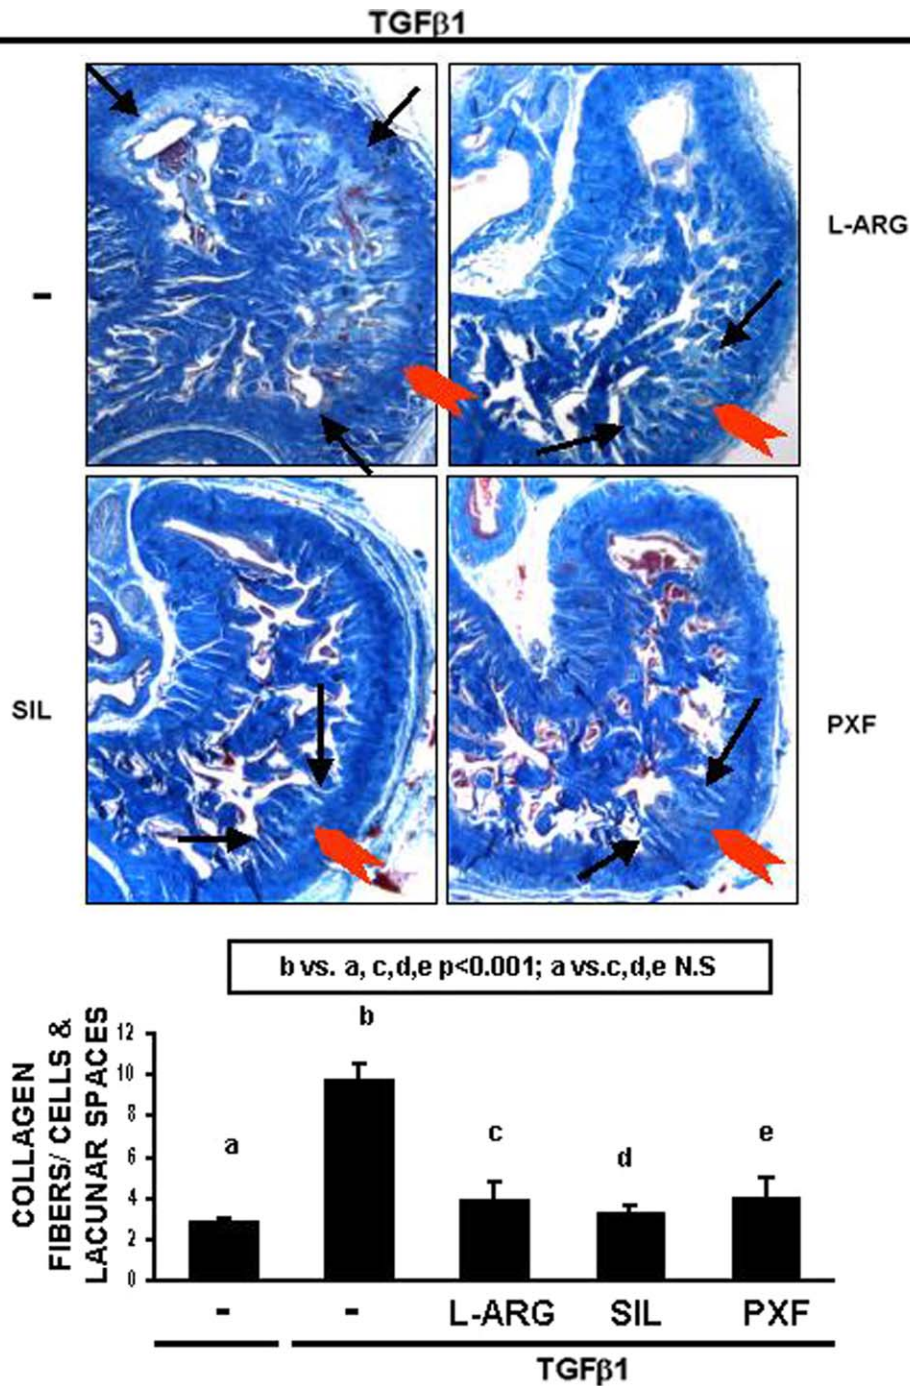 TGFβ1
L-ARG
-
SIL
PXF
b vs. a, c,d,e p<0.001; a vs.c,d,e N.S
COLLAGEN
FIBERS/ CELLS &
LACUNAR SPACES
12
10
8
6
4
2
0
a
b
c
d
e
- - L-ARG SIL PXF
TGFβ1